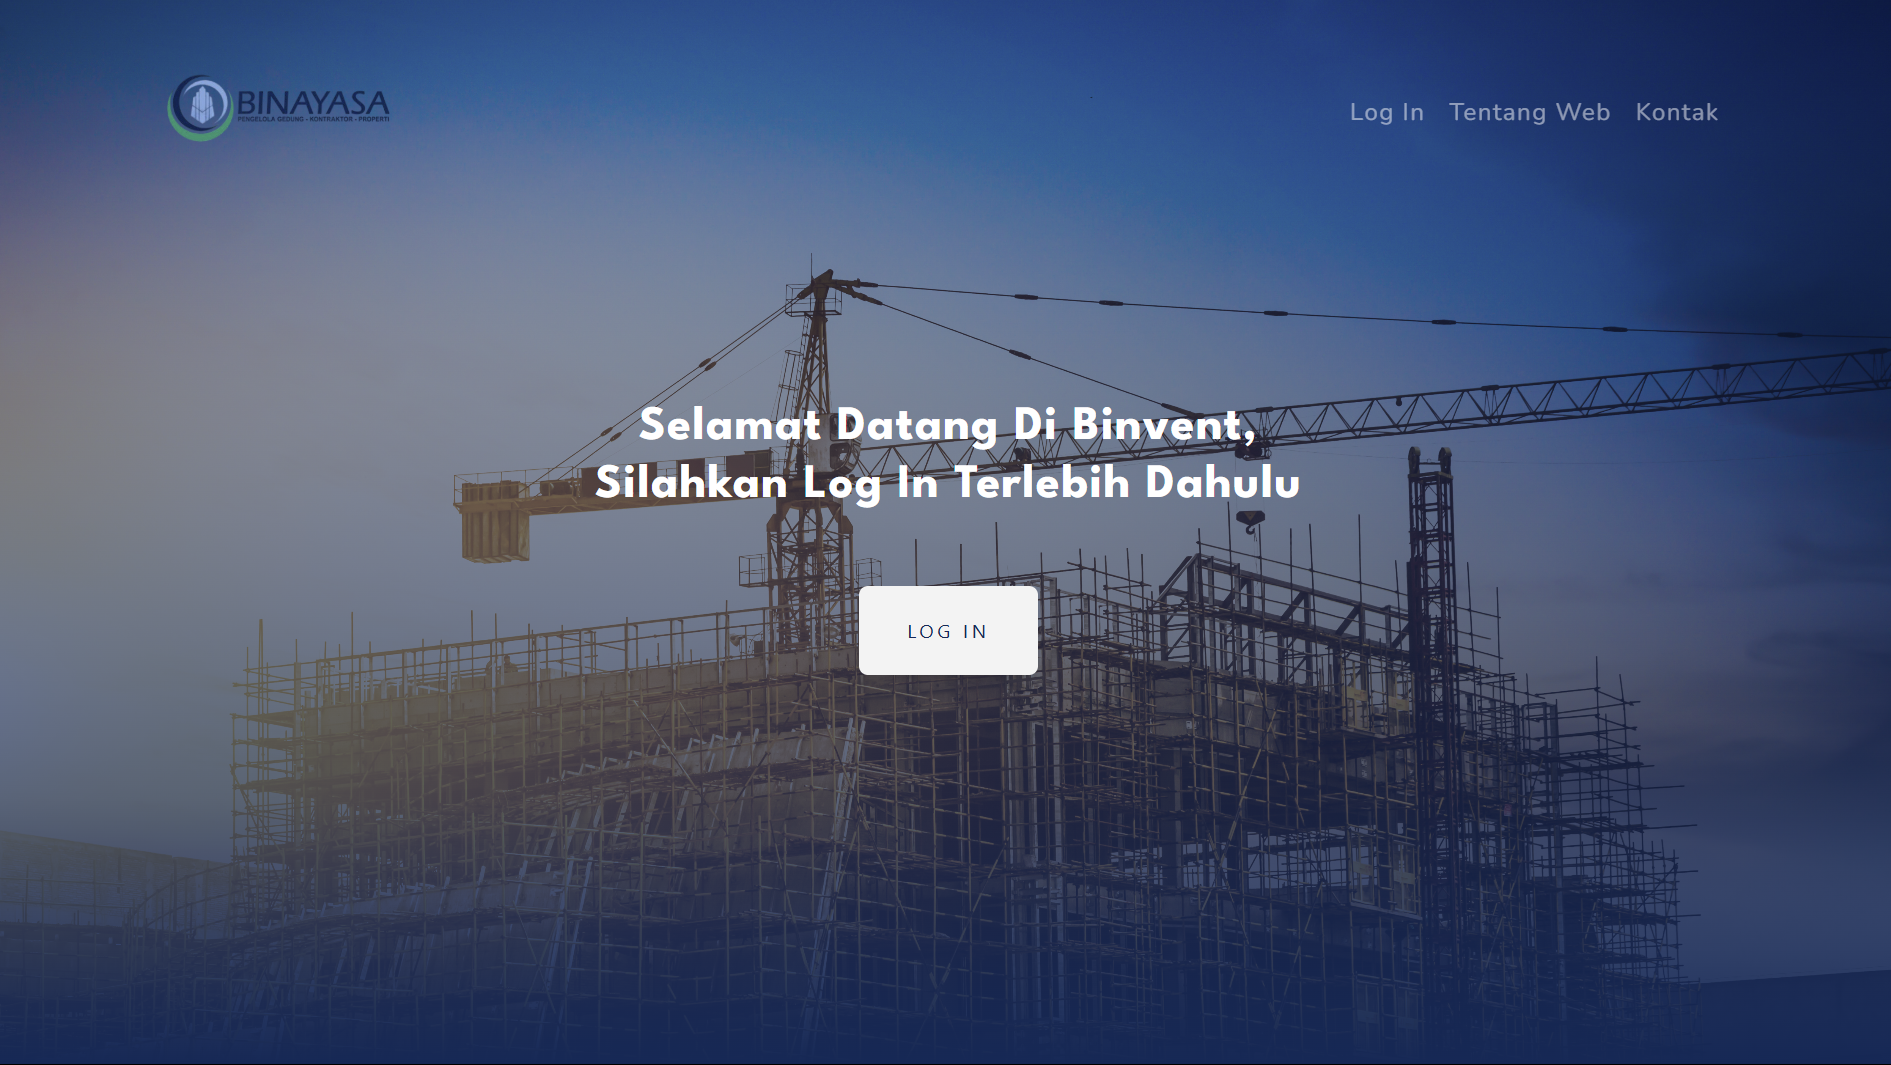 BINAYASA
PENGELOLA GEDUNG - KONTRAKTOR - PROPERTI
Log In Tentang Web Kontak
Selamat Datang Di Binvent,
Silahkan Log In Terlebih Dahulu
LOG IN